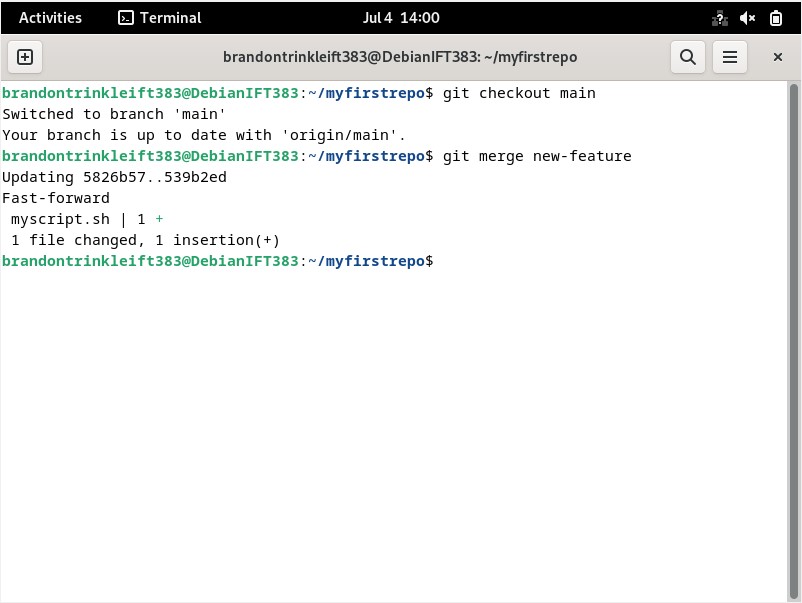 Activities Terminal Jul 4 14:00
brandontrinkleift383@DebianIFT383: ~/myfirstrepo
brandontrinkleift383@DebianIFT383:~/myfirstrepo$ git checkout main
Switched to branch 'main'
Your branch is up to date with 'origin/main'.
brandontrinkleift383@DebianIFT383:~/myfirstrepo$ git merge new-feature
Updating 5826b57..539b2ed
Fast-forward
 myscript.sh | 1 +
 1 file changed, 1 insertion(+)
brandontrinkleift383@DebianIFT383:~/myfirstrepo$